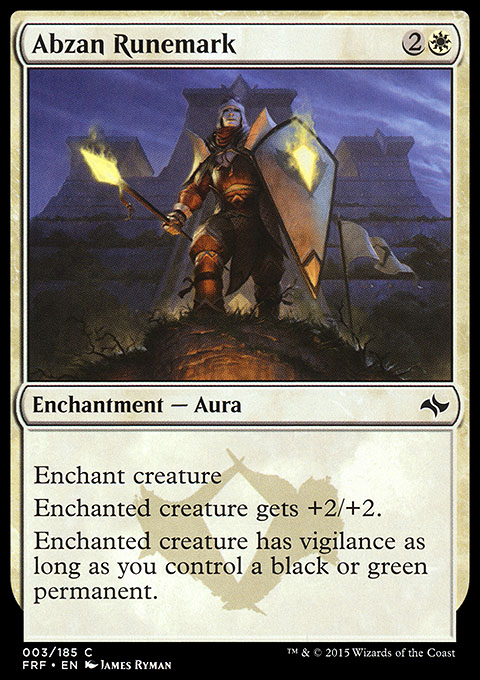 Abzan Runemark 2
Enchantment — Aura
Enchant creature
Enchanted creature gets +2/+2.
Enchanted creature has vigilance as
long as you control a black or green
permanent.
003/185 C
FRF • EN James Ryman
™ & © 2015 Wizards of the Coast